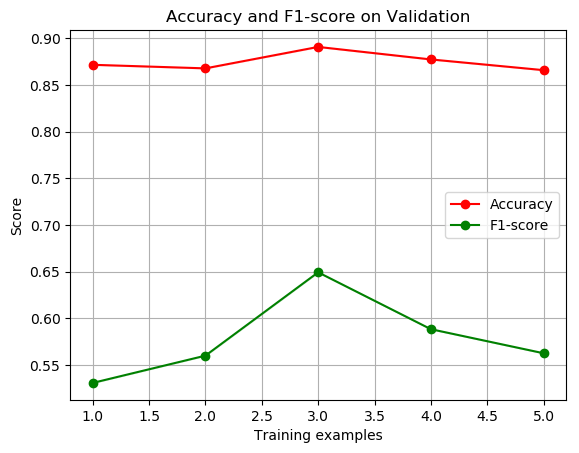 Accuracy and F1-score on Validation
0.90
0.85
0.80
0.75
0.70
0.65
0.60
0.55
Score
Accuracy
F1-score
1.0 1.5 2.0 2.5 3.0 3.5 4.0 4.5 5.0
Training examples